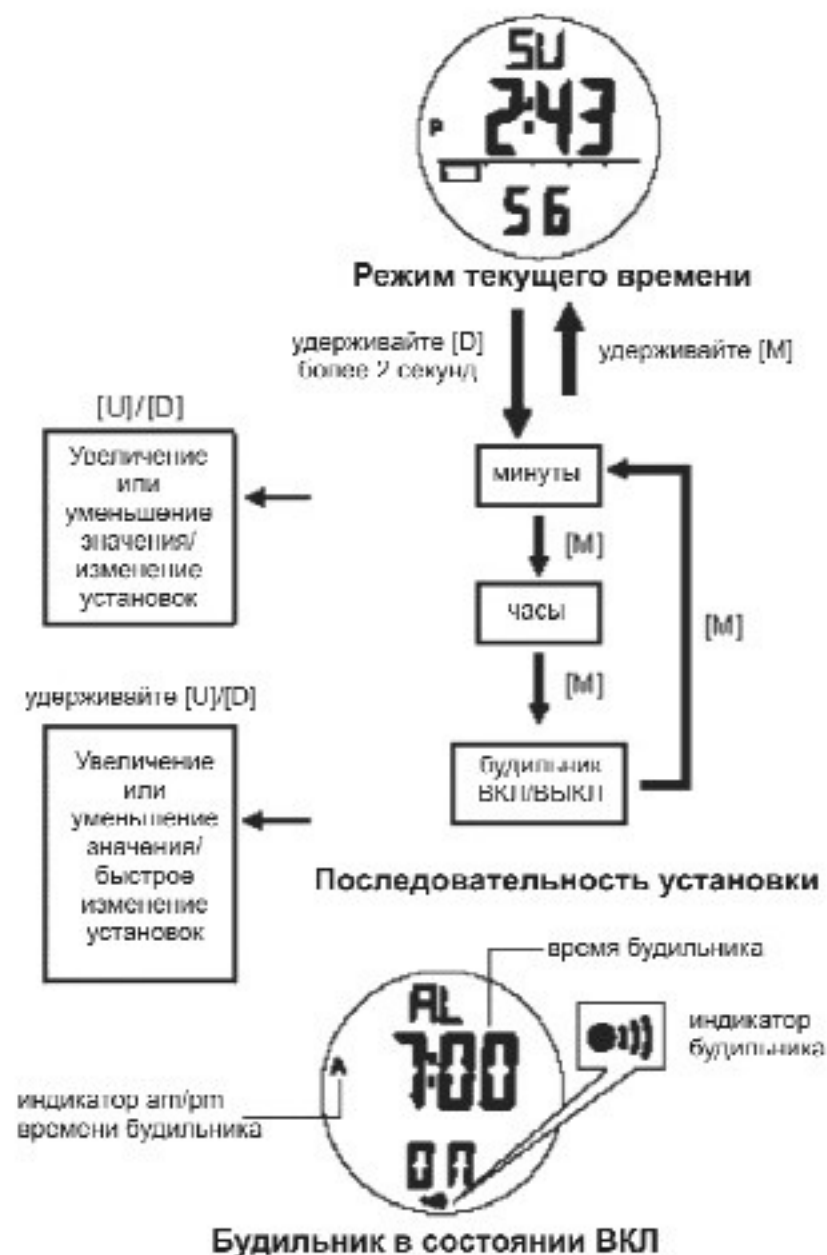 SU
P 2:43
56
Режим текущего времени
удерживайте [D]
более 2 секунд
удерживайте [M]
[U]/[D]
Увеличение
или
уменьшение
значения/
изменение
установок
минуты
[M]
часы
[M]
[M]
будильник
ВКЛ/ВЫКЛ
удерживайте [U]/[D]
Увеличение
или
уменьшение
значения/
быстрое
изменение
установок
Последовательность установки
время будильника
AL
A 7:00
ON
индикатор
будильника
индикатор am/pm
времени будильника
Будильник в состоянии ВКЛ